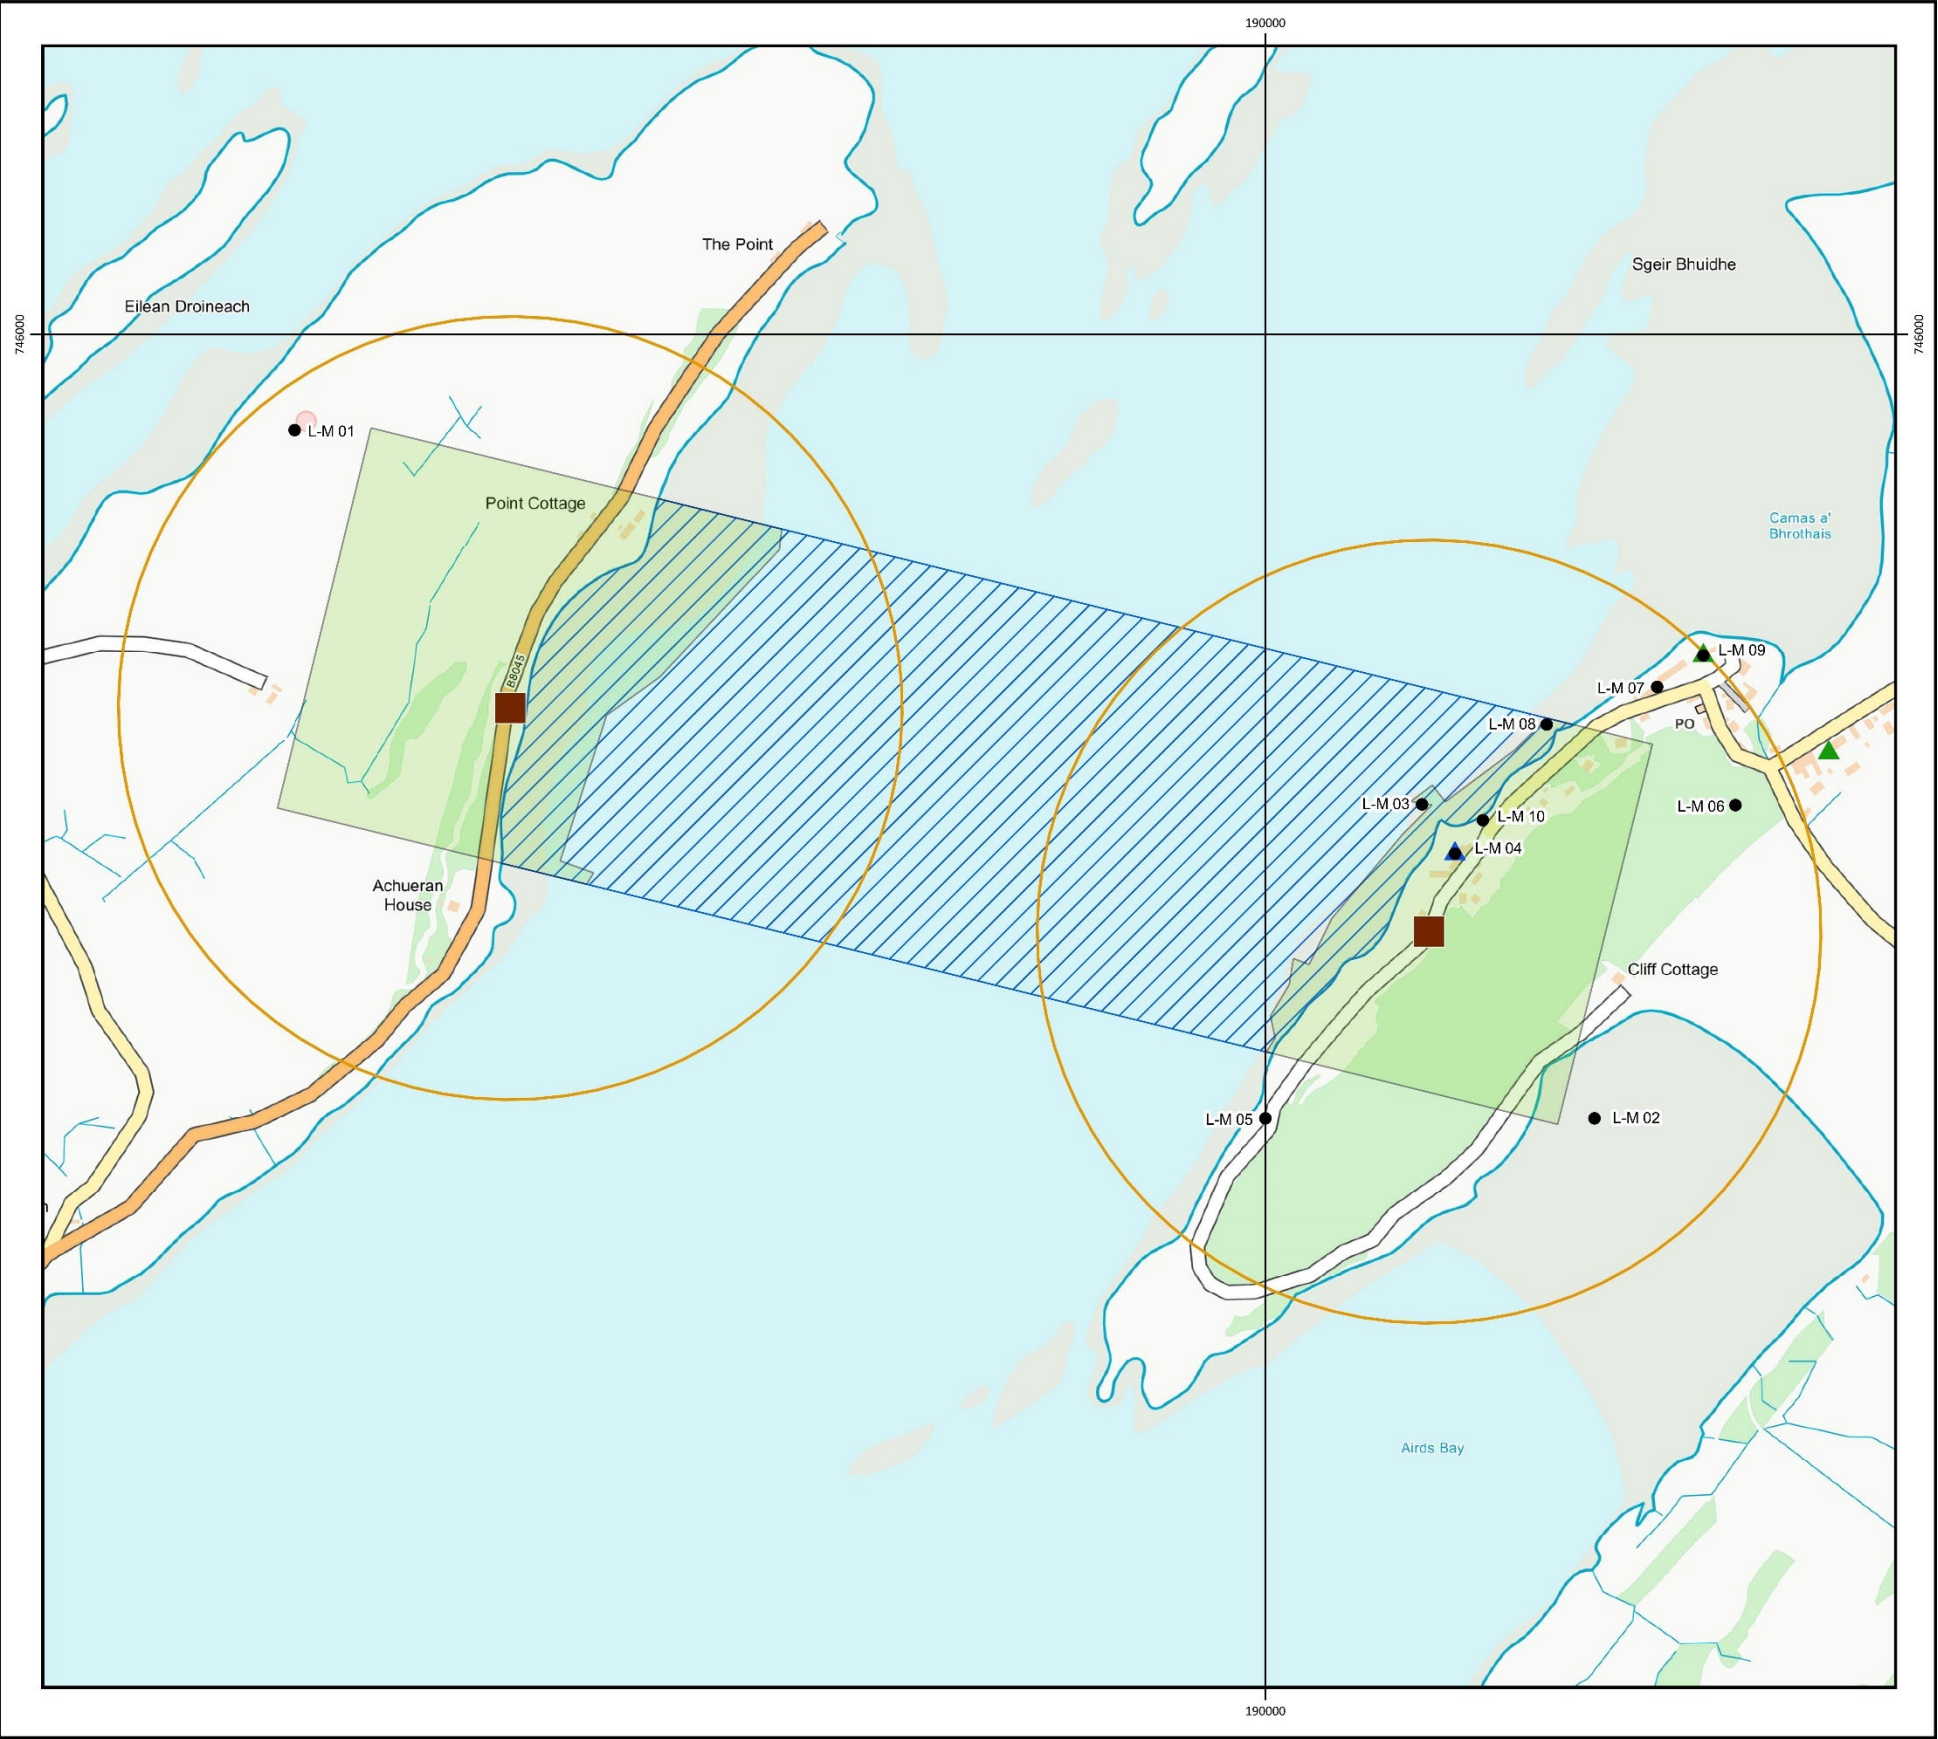 190000
The Point
Sgeir Bhuidhe
Eilean Droineach
746000
746000
L-M 01
Point Cottage
Camas a'
Bhrothais
B8045
L-M 09
L-M 07
L-M 08
PO
L-M 03
L-M 06
L-M 10
L-M 04
Achueran
House
Cliff Cottage
L-M 05
L-M 02
Airds Bay
190000